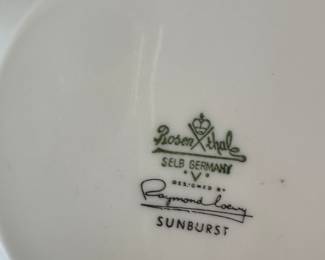 Rosenthal
SELB GERMANY
DESIGNED BY
Raymond Loewy
SUNBURST